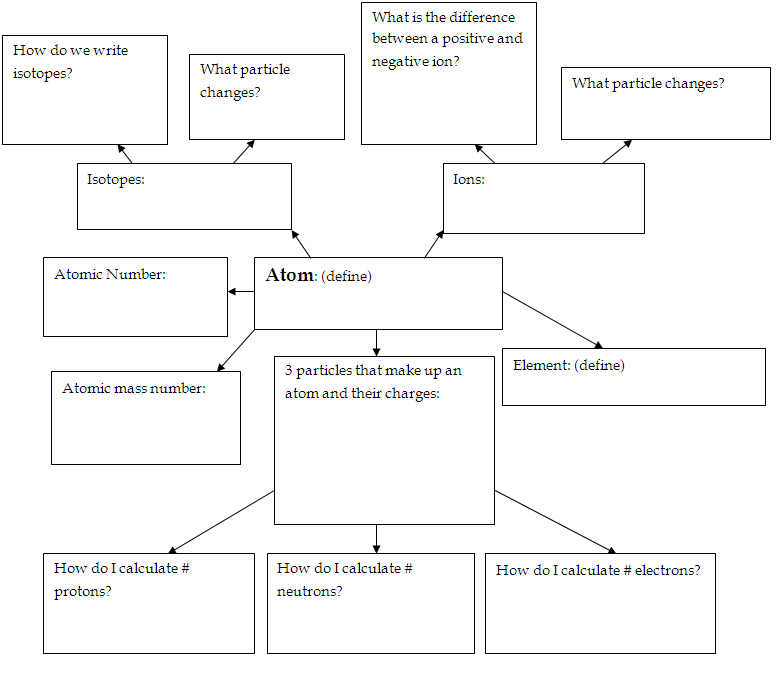 What is the difference
between a positive and
negative ion?
How do we write
isotopes?
What particle
changes?
What particle changes?
Isotopes:
Ions:
Atomic Number:
Atom: (define)
Element: (define)
3 particles that make up an
atom and their charges:
Atomic mass number:
How do I calculate #
protons?
How do I calculate #
neutrons?
How do I calculate # electrons?